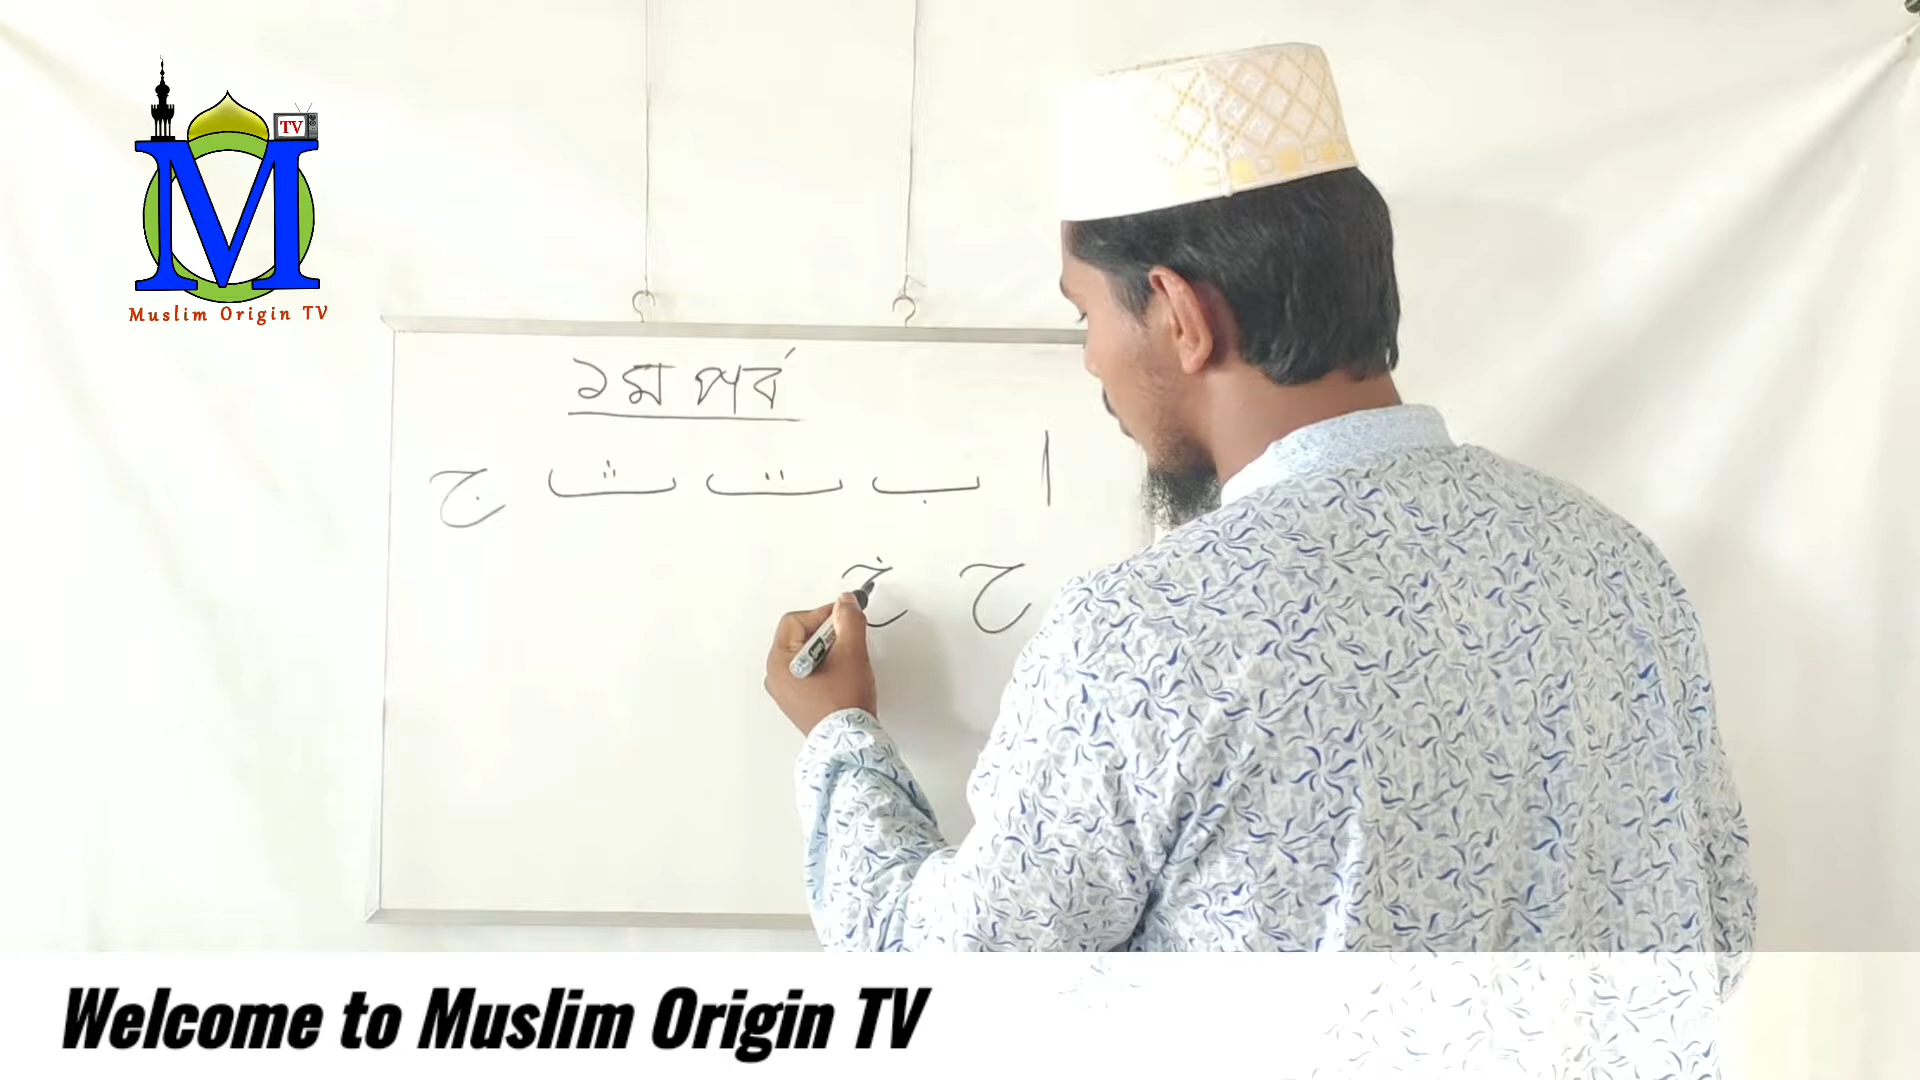 TV
M
Muslim Origin TV
১ম পর্ব
ا ب ت ث ج
ح خ
Welcome to Muslim Origin TV